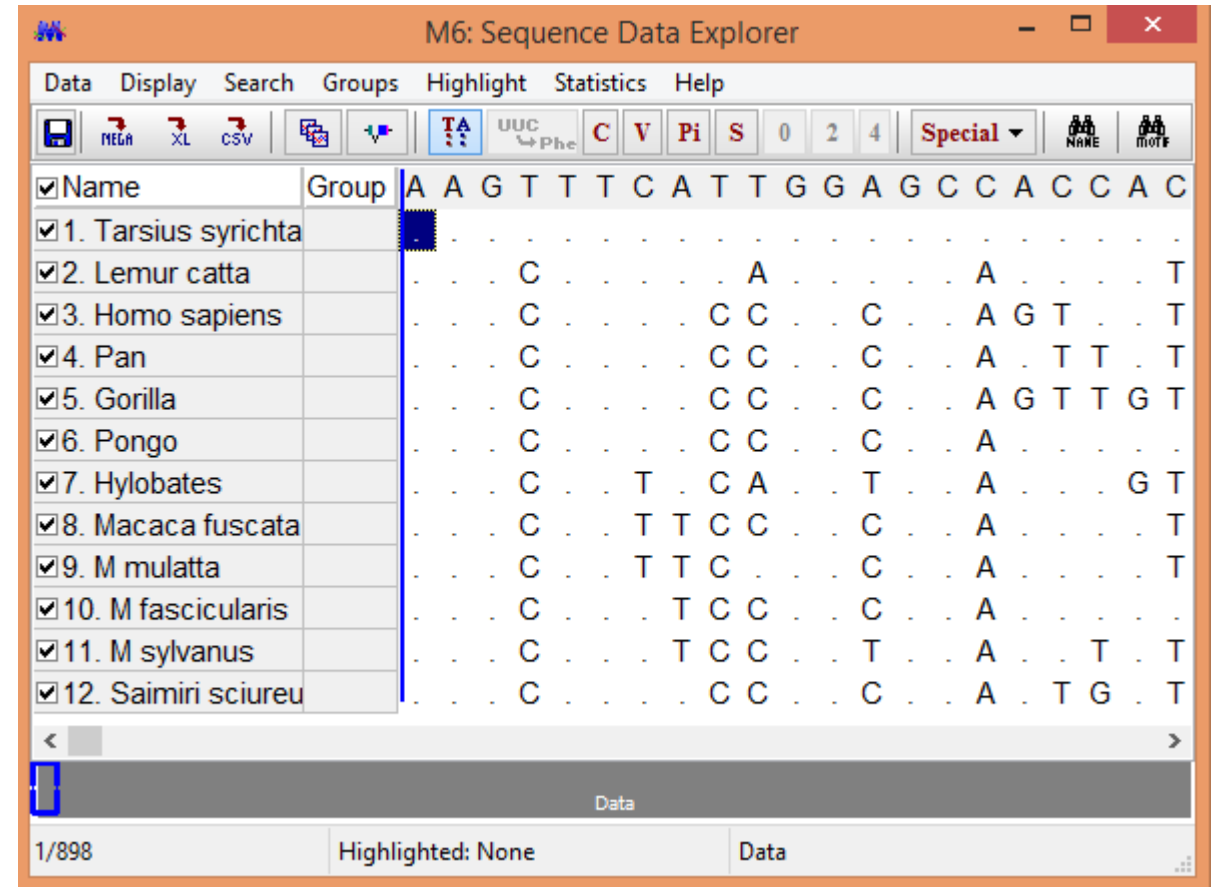 M6: Sequence Data Explorer
Data Display Search Groups Highlight Statistics Help
MEGA XL CSV TA UUC Phe C V Pi S 0 2 4 Special NAME MOTIF
Name Group A A G T T T C A T T G G A G C C A C C A C
1. Tarsius syrichta . . . . . . . . . . . . . . . . . . . . .
2. Lemur catta . . . C . . . . . A . . . . . A . . . . T
3. Homo sapiens . . . C . . . . C C . . C . . A G T . . T
4. Pan . . . C . . . . C C . . C . . A . T T . T
5. Gorilla . . . C . . . . C C . . C . . A G T T G T
6. Pongo . . . C . . . . C C . . C . . A . . . . .
7. Hylobates . . . C . . T . C A . . T . . A . . . G T
8. Macaca fuscata . . . C . . T T C C . . C . . A . . . . T
9. M mulatta . . . C . . T T C . . . C . . A . . . . T
10. M fascicularis . . . C . . . T C C . . C . . A . . . . .
11. M sylvanus . . . C . . . T C C . . T . . A . . T . T
12. Saimiri sciureu . . . C . . . . C C . . C . . A . T G . T
Data
1/898 Highlighted: None Data